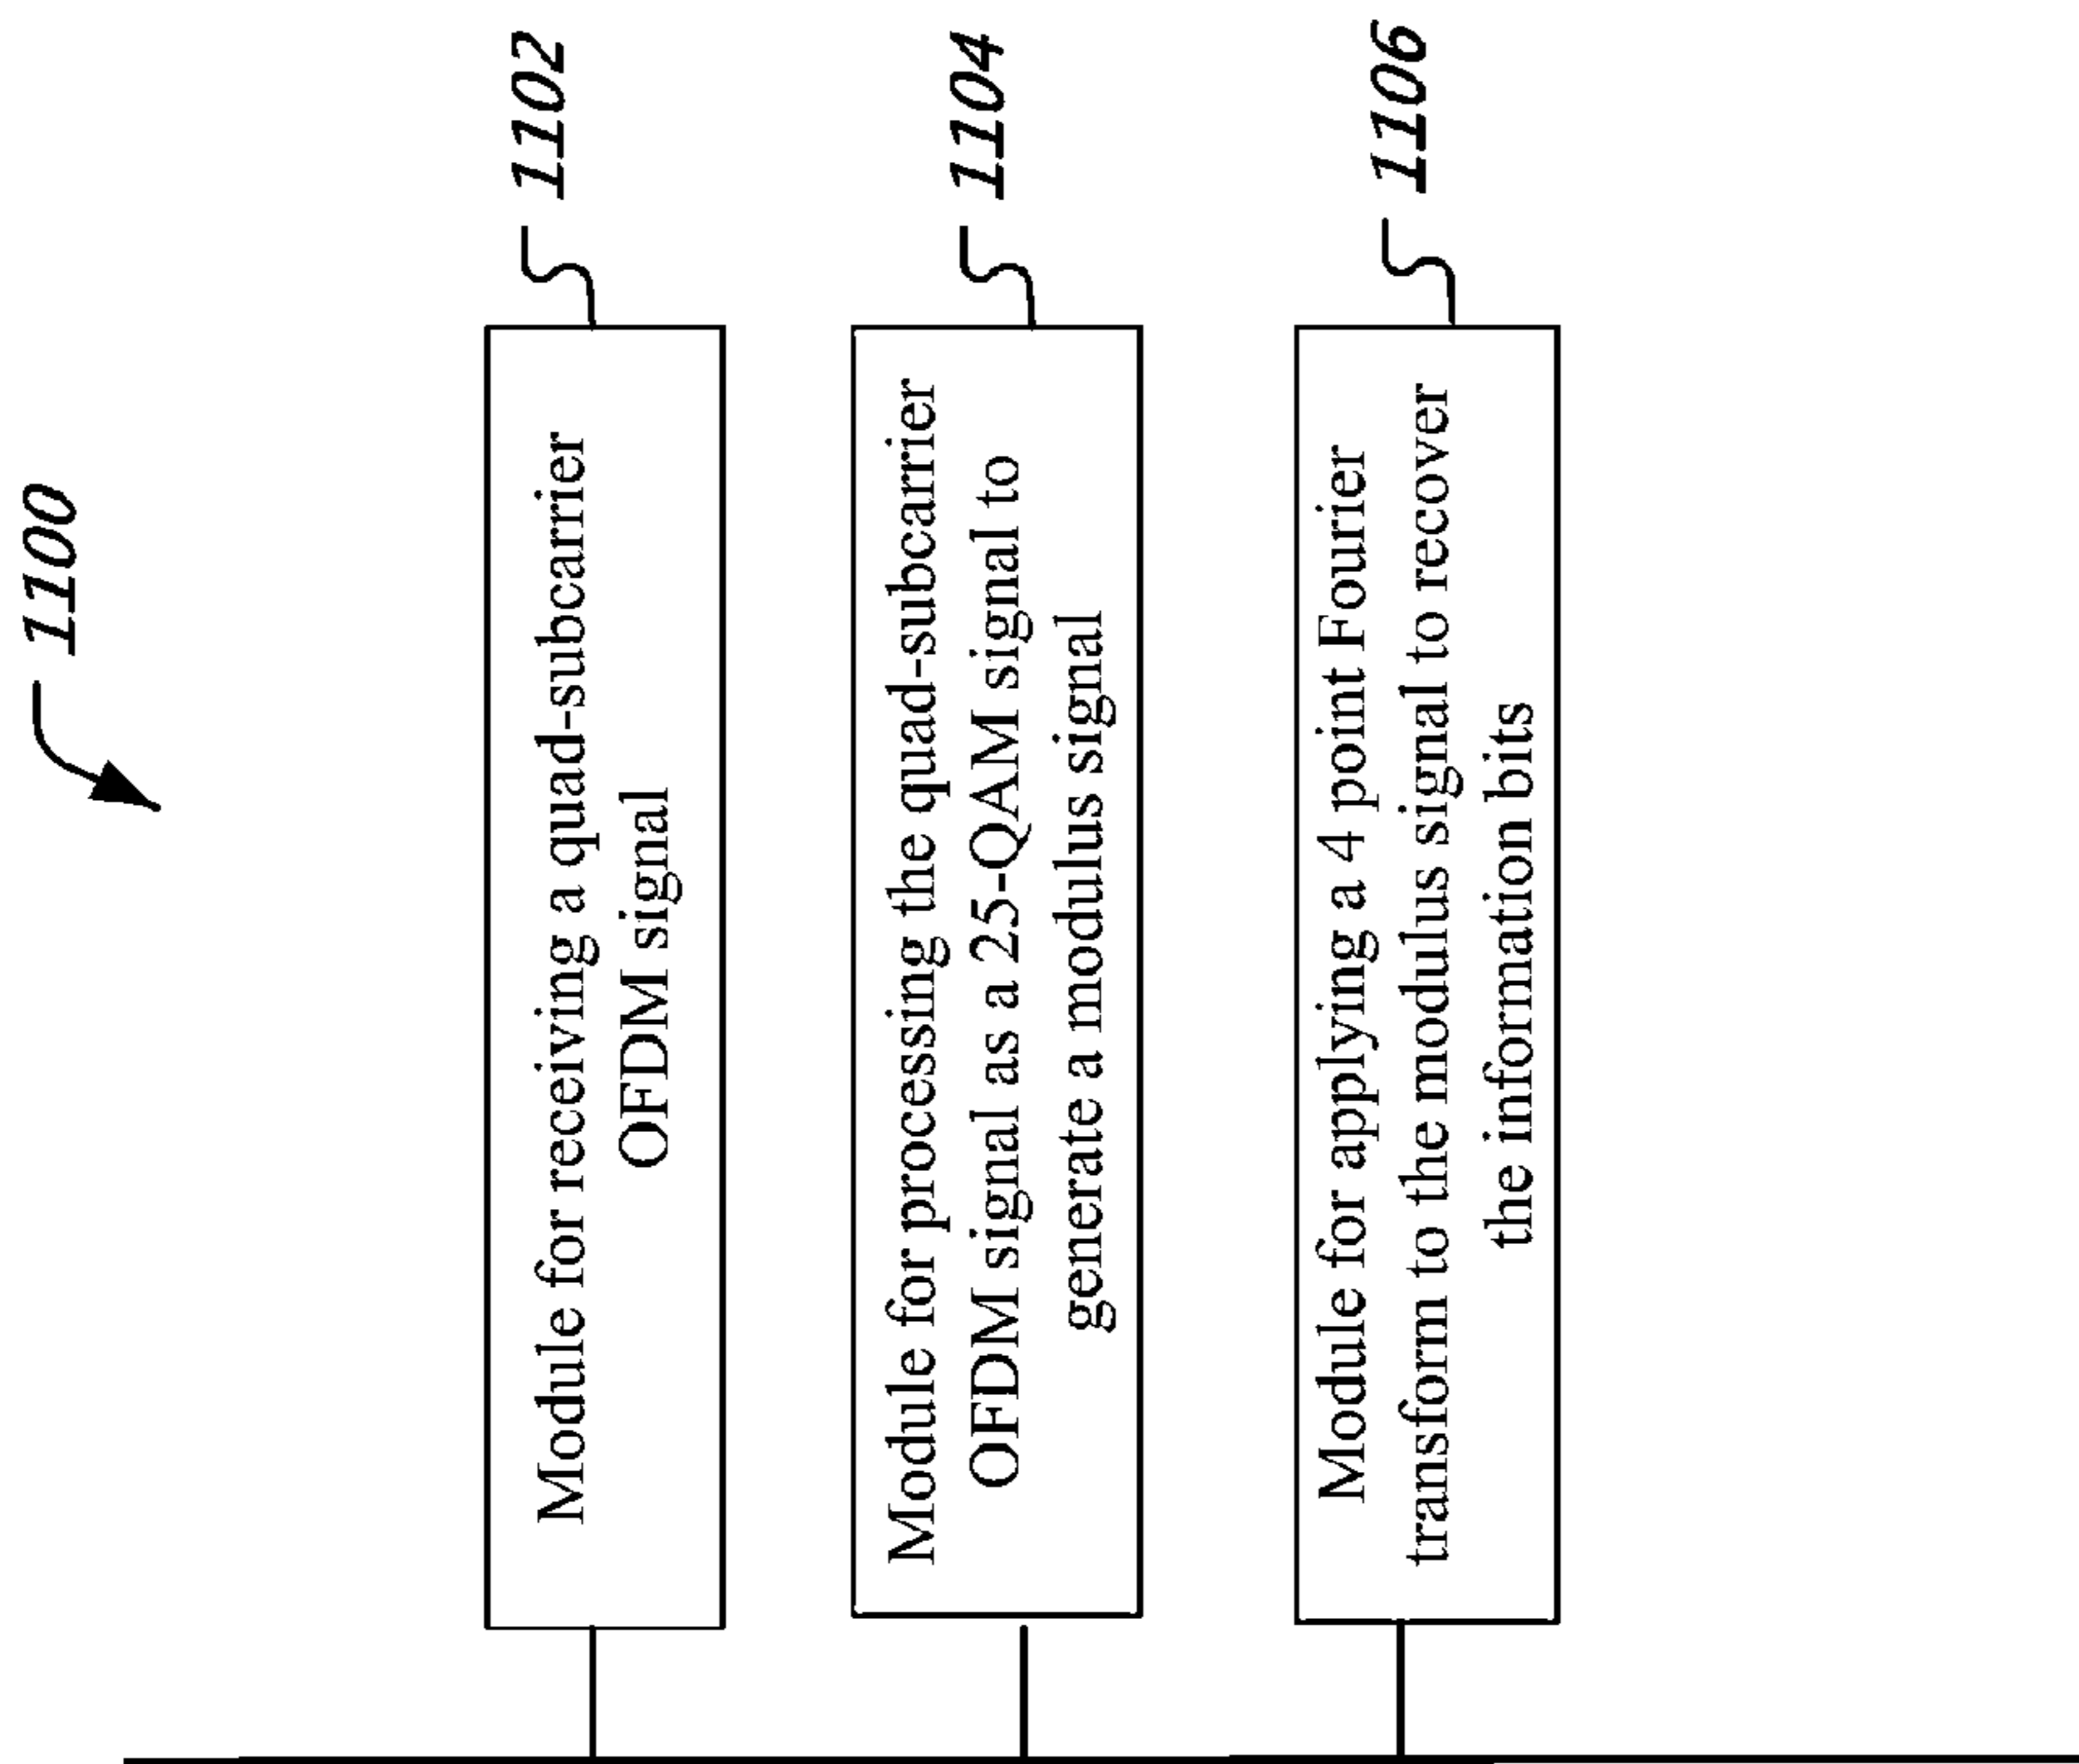 1100
Module for receiving a quad-subcarrier
OFDM signal
1102
Module for processing the quad-subcarrier
OFDM signal as a 25-QAM signal to
generate a modulus signal
1104
Module for applying a 4 point Fourier
transform to the modulus signal to recover
the information bits
1106